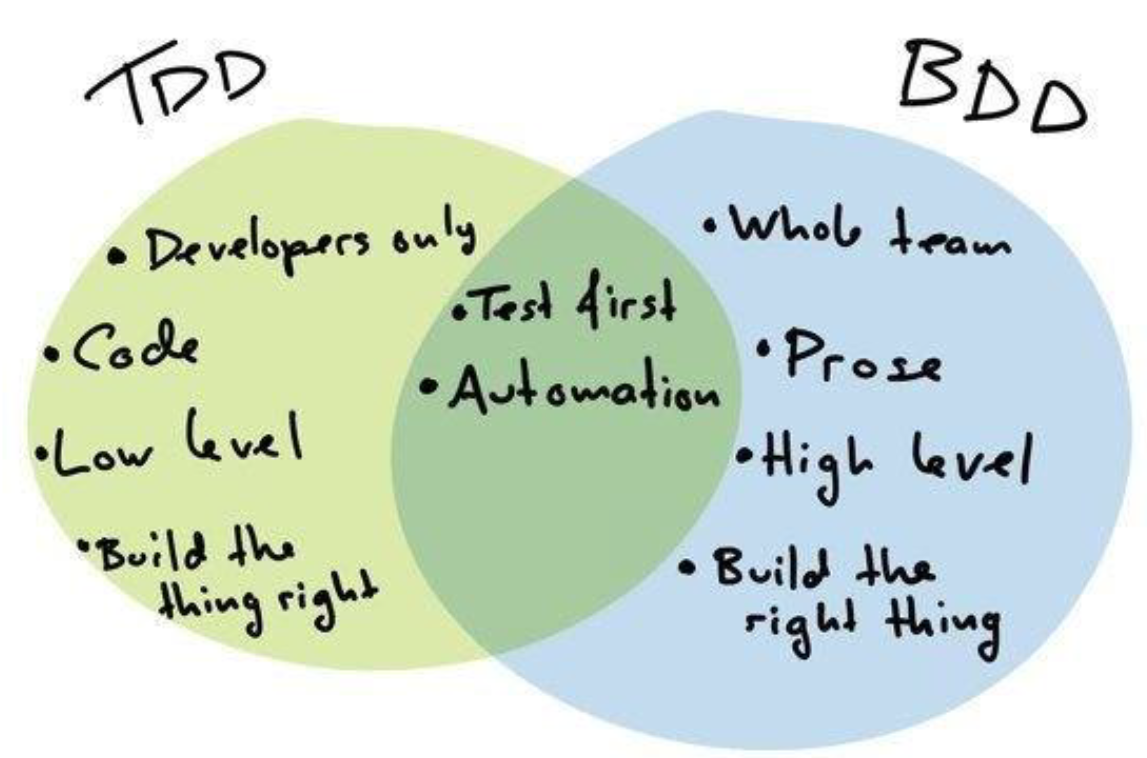 TDD
BDD
• Developers only
• Code
• Low level
• Build the
thing right
• Test first
• Automation
• Whole team
• Prose
• High level
• Build the
right thing